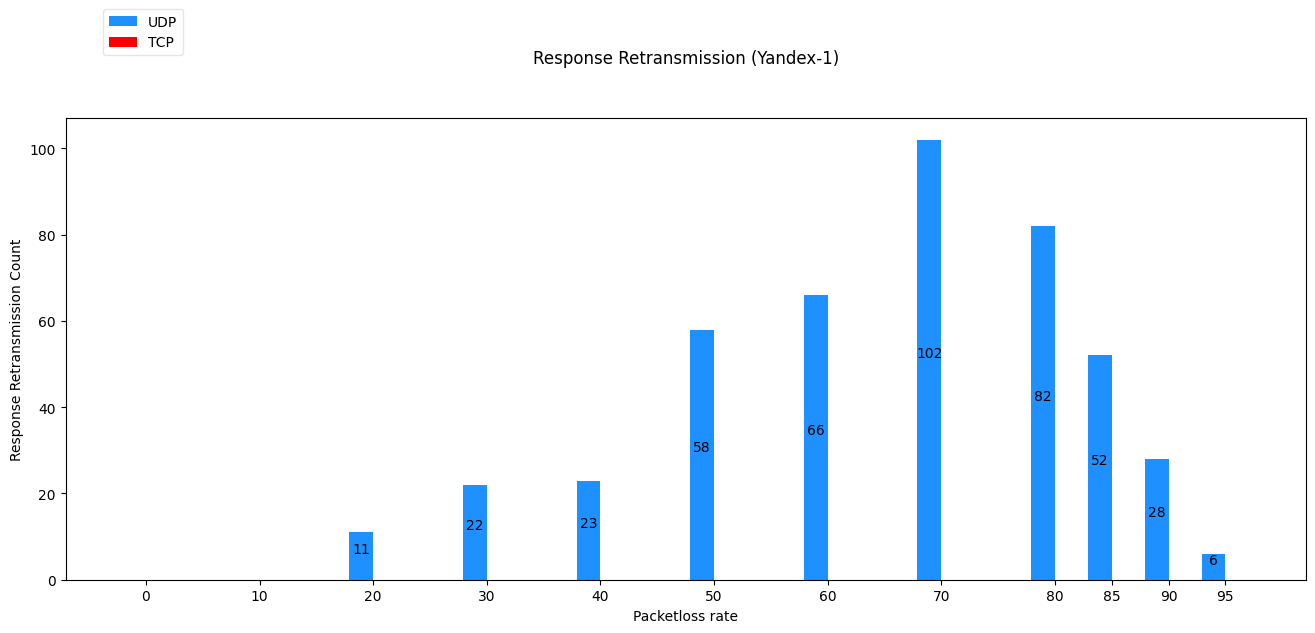 UDP
TCP
Response Retransmission (Yandex-1)
Response Retransmission Count
100
80
60
40
20
0
11
22
23
58
66
102
82
52
28
6
0 10 20 30 40 50 60 70 80 85 90 95
Packetloss rate